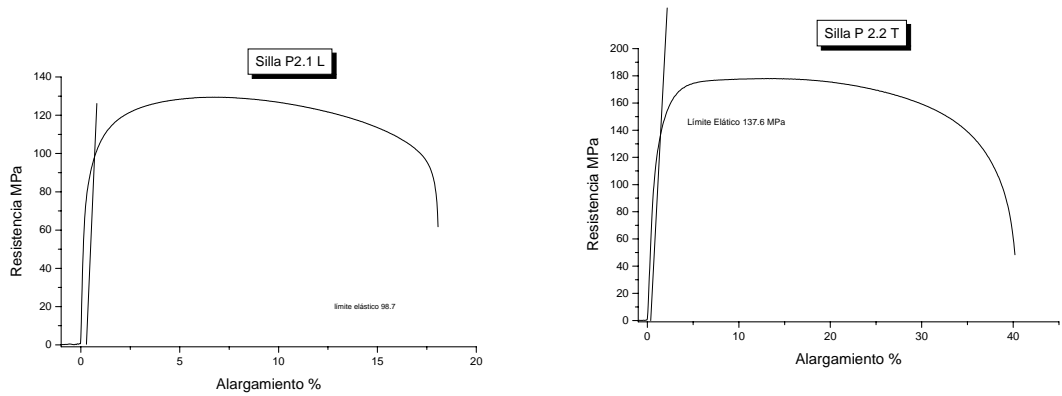 Silla P2.1 L
140
120
100
80
60
40
20
0
Resistencia MPa
límite elástico 98.7
0 5 10 15 20
Alargamiento %
Silla P 2.2 T
200
180
160
140
120
100
80
60
40
20
0
Resistencia MPa
Límite Elático 137.6 MPa
0 10 20 30 40
Alargamiento %